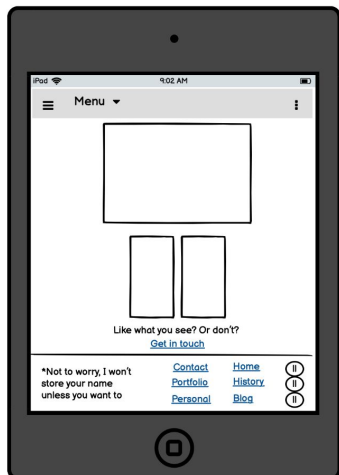 iPad 9:02 AM
Menu
Like what you see? Or don't?
Get in touch
*Not to worry, I won't
store your name
unless you want to
Contact Home
Portfolio History
Personal Blog